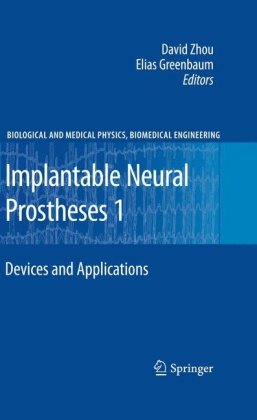 David Zhou
Elias Greenbaum
Editors
BIOLOGICAL AND MEDICAL PHYSICS, BIOMEDICAL ENGINEERING
Implantable Neural
Prostheses 1
Devices and Applications
Springer